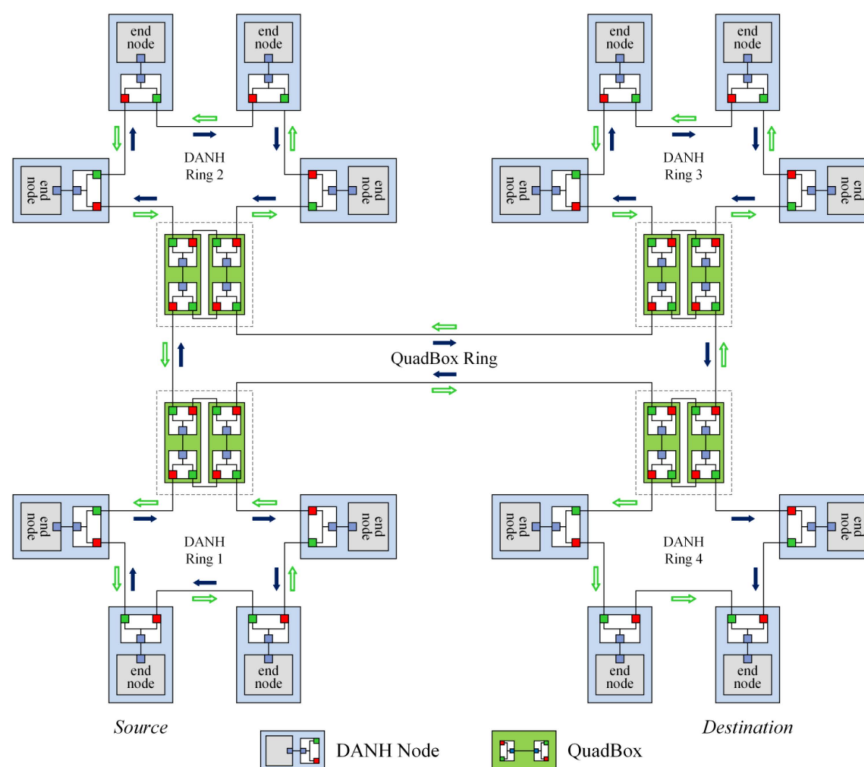 end
node
end
node
end
node
end
node
DANH
Ring 2
DANH
Ring 3
end
node
end
node
end
node
end
node
QuadBox Ring
end
node
end
node
end
node
end
node
DANH
Ring 1
DANH
Ring 4
end
node
end
node
end
node
end
node
Source
Destination
DANH Node
QuadBox